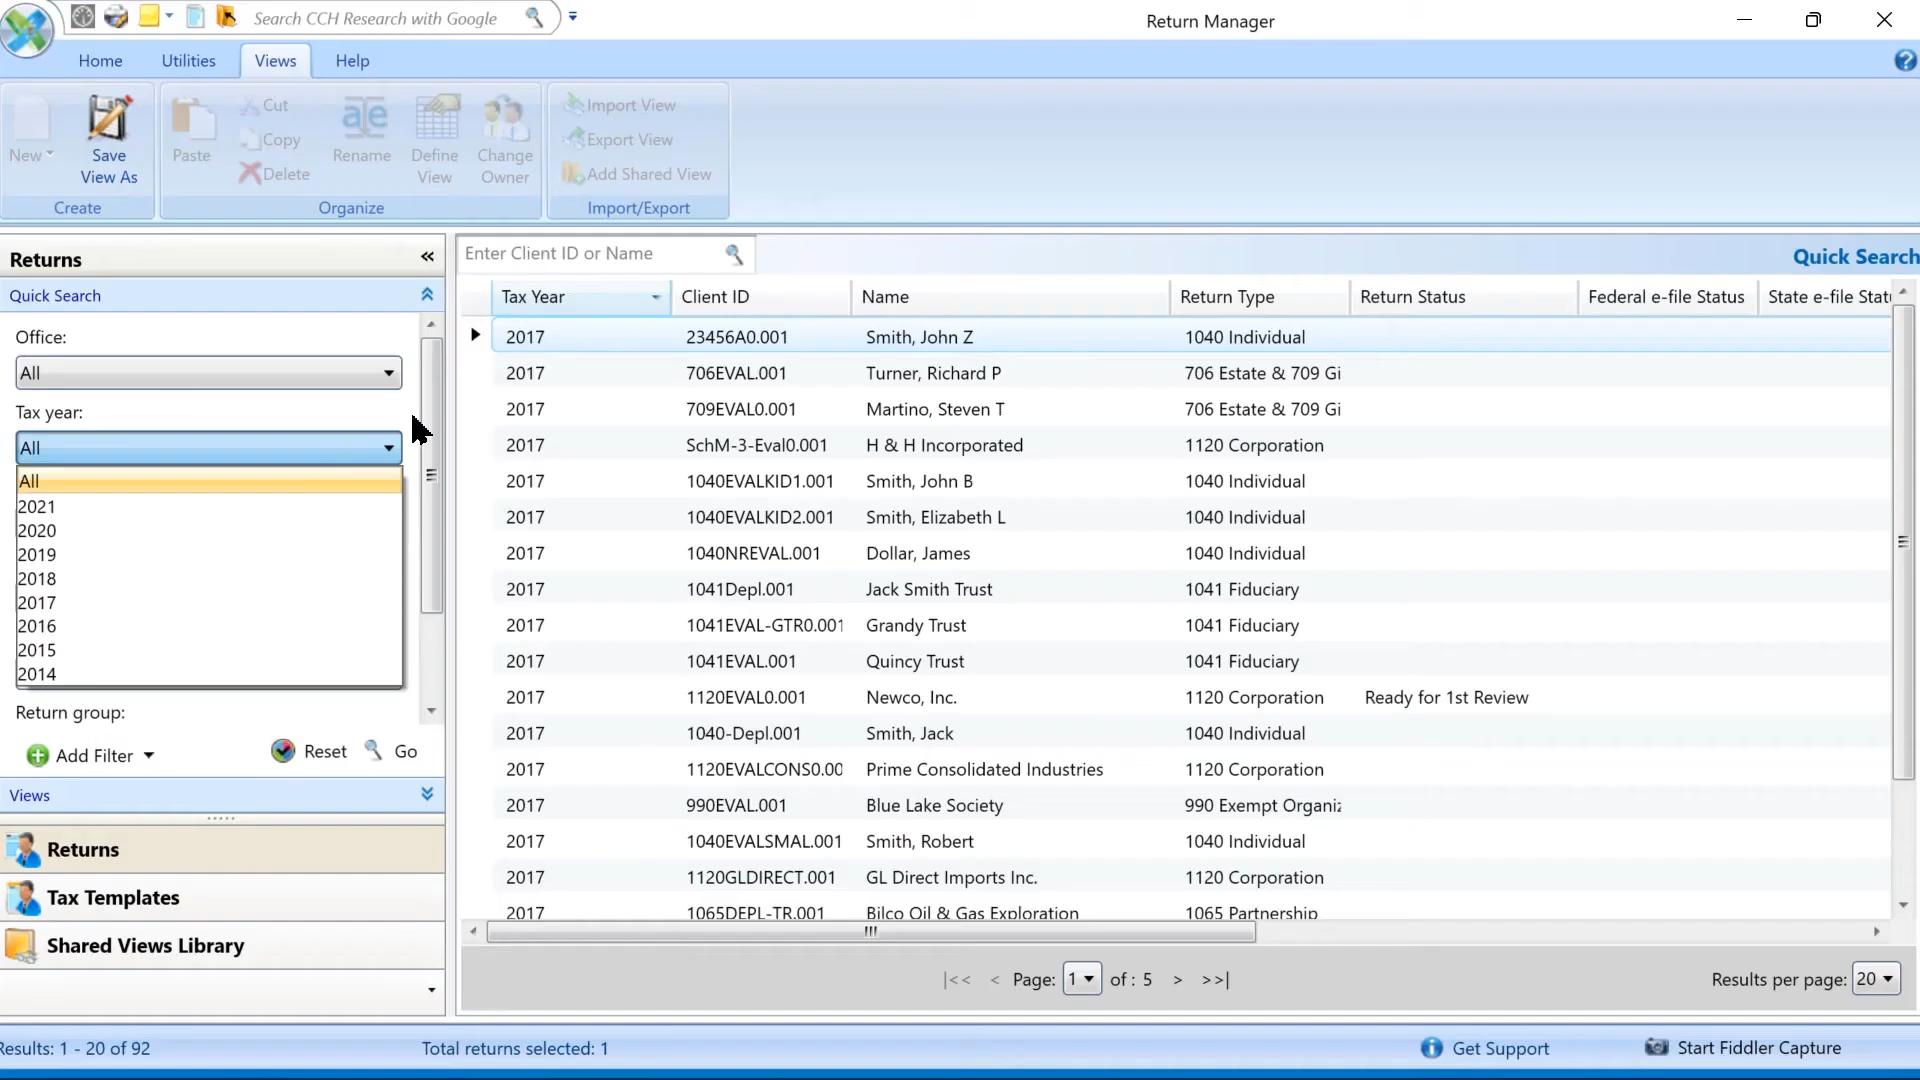 Search CCH Research with Google
Return Manager
Home
Utilities
Views
Help
New
Save
View As
Create
Paste
Cut
Copy
Delete
Rename
Define
View
Change
Owner
Organize
Import View
Export View
Add Shared View
Import/Export
Returns
Quick Search
Office:
All
Tax year:
All
All
2021
2020
2019
2018
2017
2016
2015
2014
Return group:
Add Filter
Reset
Go
Views
Returns
Tax Templates
Shared Views Library
Enter Client ID or Name
Quick Search
Tax Year Client ID Name Return Type Return Status Federal e-file Status State e-file Stat
2017 23456A0.001 Smith, John Z 1040 Individual
2017 706EVAL.001 Turner, Richard P 706 Estate & 709 Gi
2017 709EVAL0.001 Martino, Steven T 706 Estate & 709 Gi
2017 SchM-3-Eval0.001 H & H Incorporated 1120 Corporation
2017 1040EVALKID1.001 Smith, John B 1040 Individual
2017 1040EVALKID2.001 Smith, Elizabeth L 1040 Individual
2017 1040NREVAL.001 Dollar, James 1040 Individual
2017 1041Depl.001 Jack Smith Trust 1041 Fiduciary
2017 1041EVAL-GTR0.001 Grandy Trust 1041 Fiduciary
2017 1041EVAL.001 Quincy Trust 1041 Fiduciary
2017 1120EVAL0.001 Newco, Inc. 1120 Corporation Ready for 1st Review
2017 1040-Depl.001 Smith, Jack 1040 Individual
2017 1120EVALCONS0.00 Prime Consolidated Industries 1120 Corporation
2017 990EVAL.001 Blue Lake Society 990 Exempt Organiz
2017 1040EVALSMAL.001 Smith, Robert 1040 Individual
2017 1120GLDIRECT.001 GL Direct Imports Inc. 1120 Corporation
2017 1065DEPL-TR.001 Bilco Oil & Gas Exploration 1065 Partnership
|<< < Page: 1 of: 5 > >>|
Results per page: 20
Results: 1 - 20 of 92
Total returns selected: 1
Get Support
Start Fiddler Capture